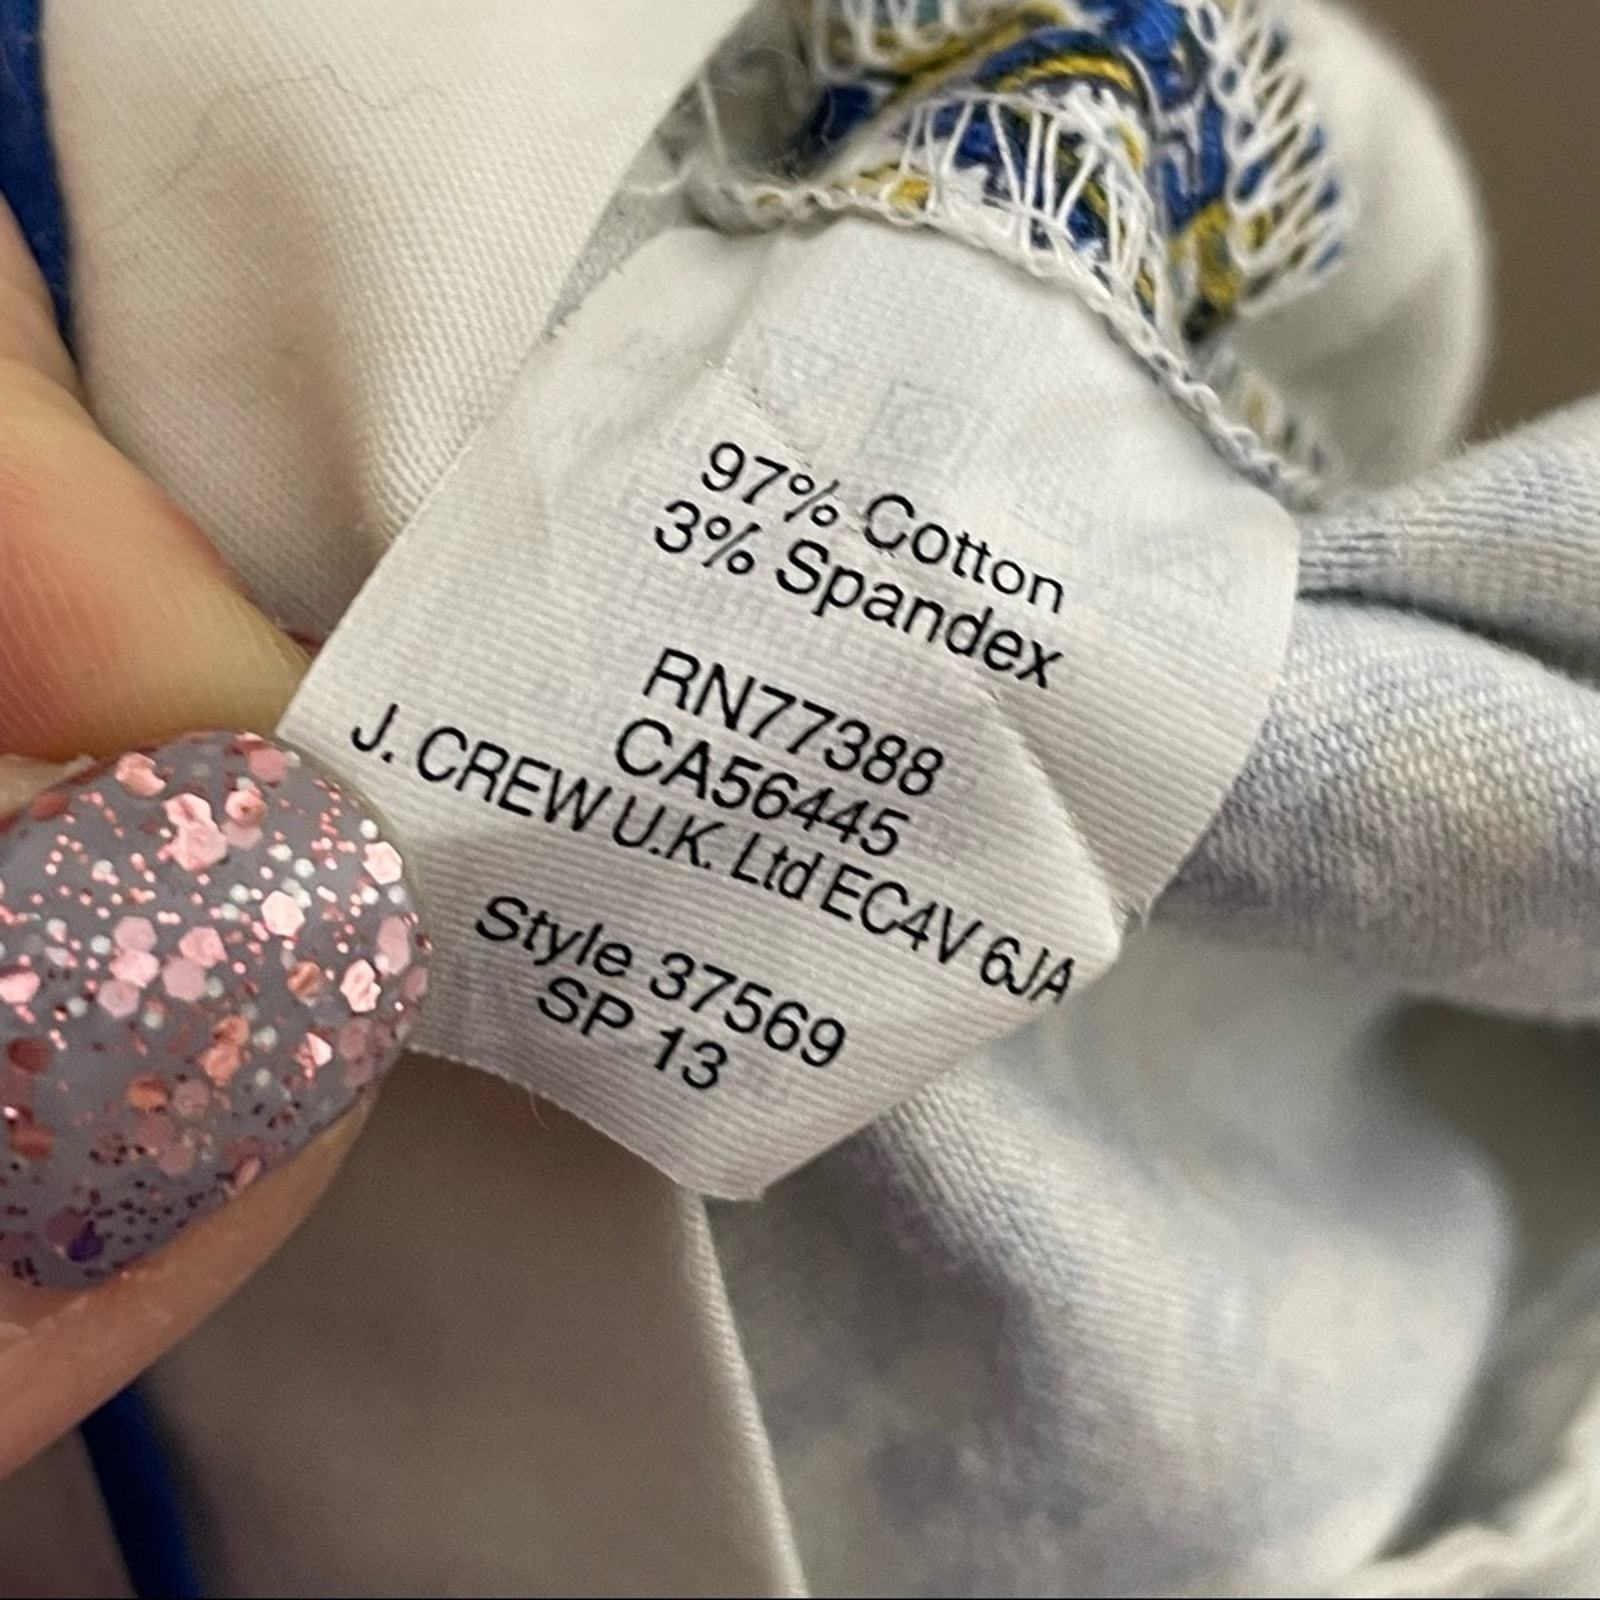 97% Cotton
3% Spandex
RN77388
CA56445
J. CREW U.K. Ltd EC4V 6JA
Style 37569
SP 13